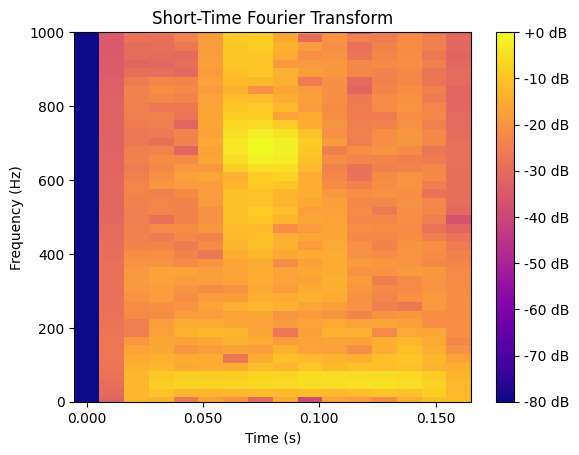 Short-Time Fourier Transform
1000
800
600
400
200
0
Frequency (Hz)
0.000
0.050
0.100
0.150
Time (s)
+0 dB
-10 dB
-20 dB
-30 dB
-40 dB
-50 dB
-60 dB
-70 dB
-80 dB